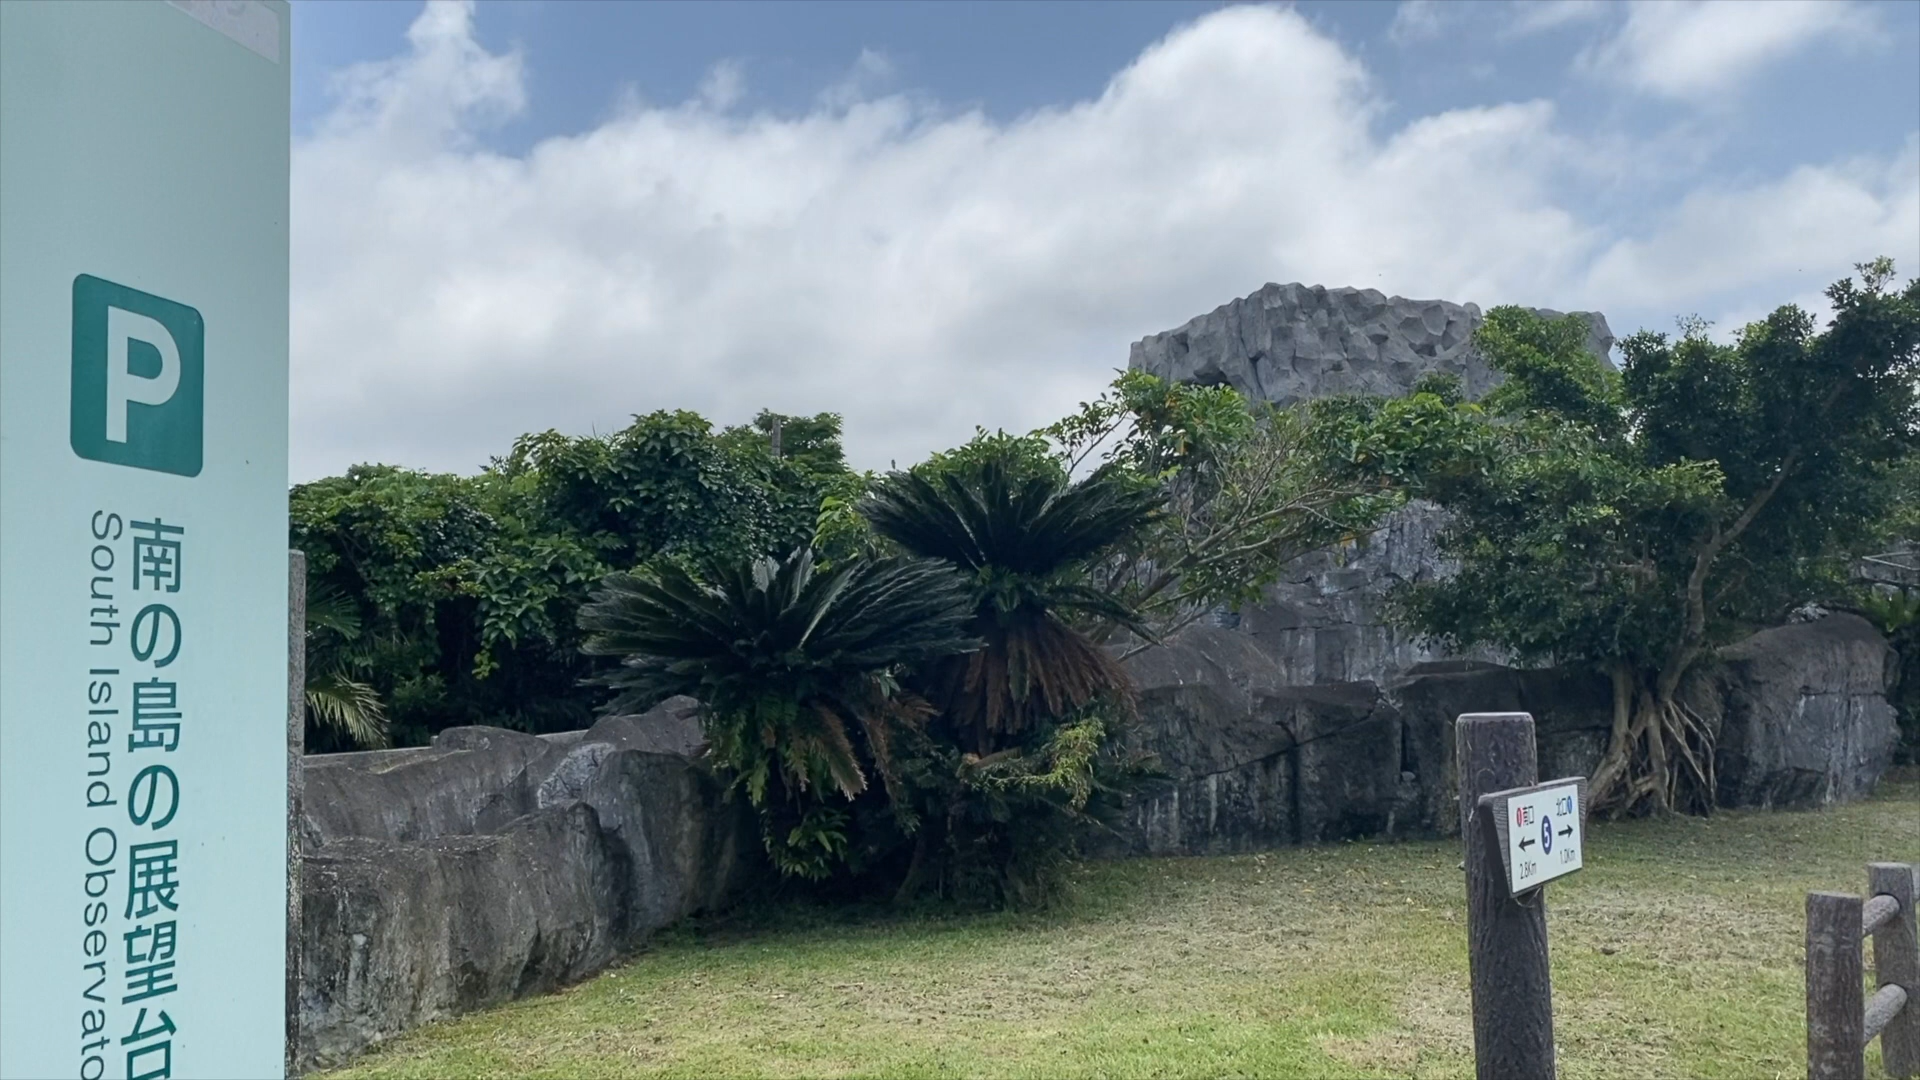 P
南の島の展望台
South Island Observato
南口
北口
5
← →
2.8Km
1.0Km